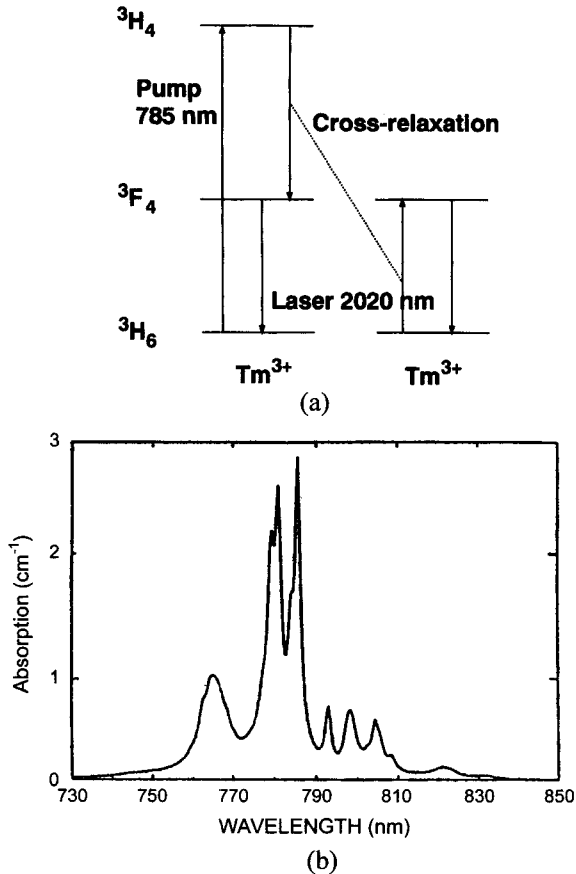 ³H₄
Pump
785 nm
Cross-relaxation
³F₄
Laser 2020 nm
³H₆
Tm³⁺ Tm³⁺
(a)
3
2
1
0
Absorption (cm⁻¹)
730 750 770 790 810 830 850
WAVELENGTH (nm)
(b)